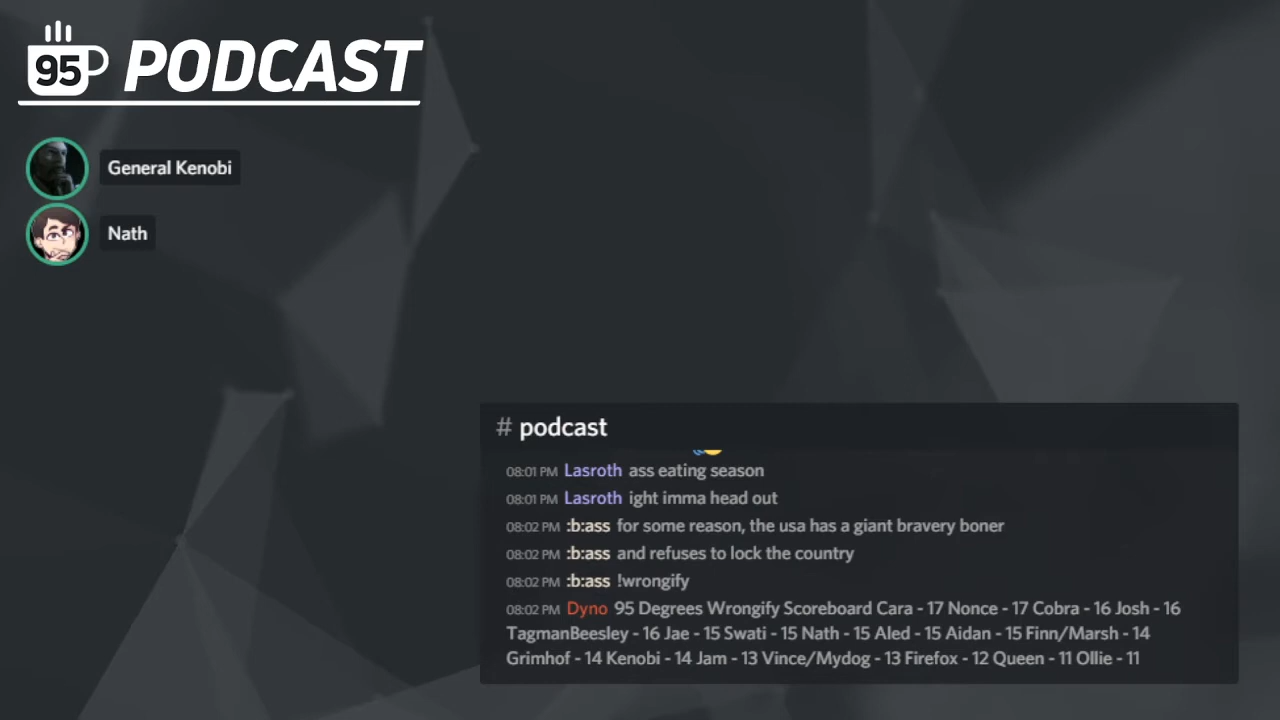 95 PODCAST
General Kenobi
Nath
# podcast
08:01 PM Lasroth ass eating season
08:01 PM Lasroth ight imma head out
08:02 PM :b:ass for some reason, the usa has a giant bravery boner
08:02 PM :b:ass and refuses to lock the country
08:02 PM :b:ass !wrongify
08:02 PM Dyno 95 Degrees Wrongify Scoreboard Cara - 17 Nonce - 17 Cobra - 16 Josh - 16
TagmanBeesley - 16 Jae - 15 Swati - 15 Nath - 15 Aled - 15 Aidan - 15 Finn/Marsh - 14
Grimhof - 14 Kenobi - 14 Jam - 13 Vince/Mydog - 13 Firefox - 12 Queen - 11 Ollie - 11